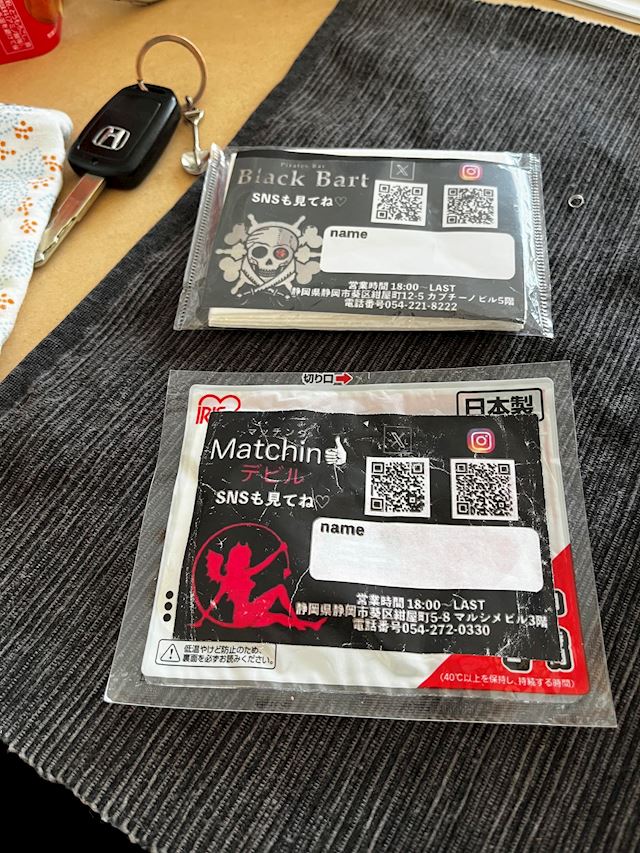 Pirates Bar
Black Bart
SNSも見てね♡
name
営業時間 18:00～LAST
静岡県静岡市葵区紺屋町12-5 カプチーノビル5階
電話番号054-221-8222
切り口
IRIS
日本製
マッチング
Matchin
デビル
SNSも見てね♡
name
営業時間 18:00～LAST
静岡県静岡市葵区紺屋町5-8 マルシメビル3階
電話番号054-272-0330
低温やけど防止のため、
裏面を必ずお読みください。
(40℃以上を保持し、持続する時間)